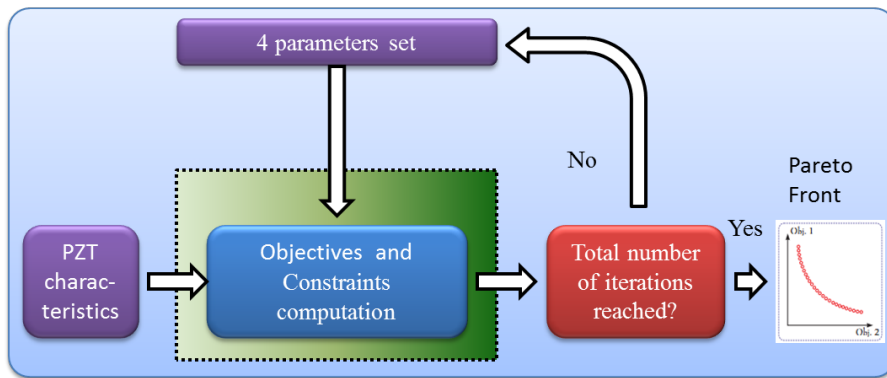 4 parameters set
No
Pareto
Front
PZT
charac-
teristics
Objectives and
Constraints
computation
Total number
of iterations
reached?
Yes
Obj. 1
Obj. 2